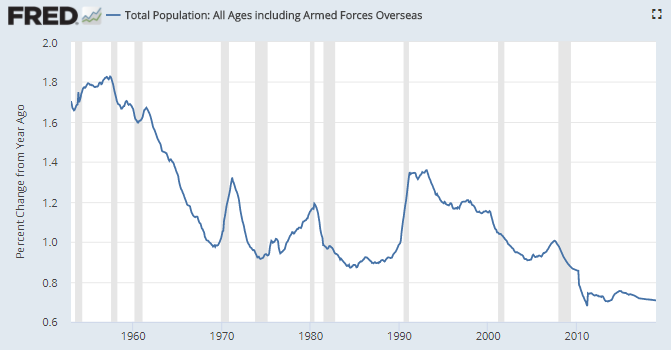 FRED Total Population: All Ages including Armed Forces Overseas
2.0
1.8
1.6
1.4
1.2
1.0
0.8
0.6
Percent Change from Year Ago
1960 1970 1980 1990 2000 2010